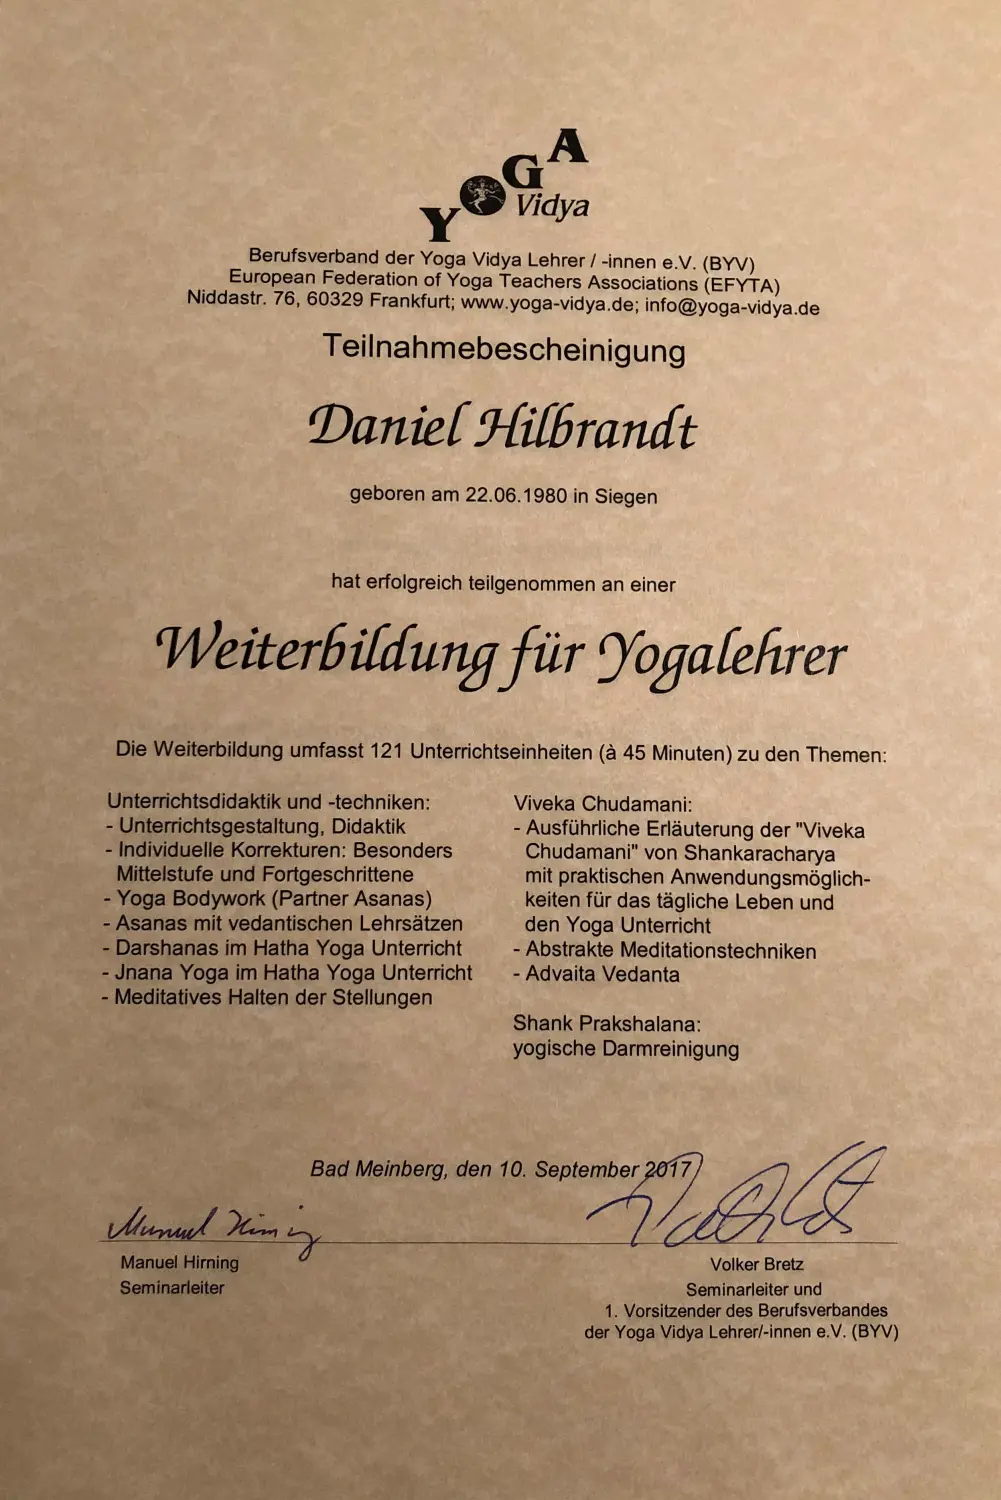 YOGA
Vidya
Berufsverband der Yoga Vidya Lehrer / -innen e.V. (BYV)
European Federation of Yoga Teachers Associations (EFYTA)
Niddastr. 76, 60329 Frankfurt; www.yoga-vidya.de; info@yoga-vidya.de
Teilnahmebescheinigung
Daniel Hilbrandt
geboren am 22.06.1980 in Siegen
hat erfolgreich teilgenommen an einer
Weiterbildung für Yogalehrer
Die Weiterbildung umfasst 121 Unterrichtseinheiten (à 45 Minuten) zu den Themen:
Unterrichtsdidaktik und -techniken:
- Unterrichtsgestaltung, Didaktik
- Individuelle Korrekturen: Besonders
Mittelstufe und Fortgeschrittene
- Yoga Bodywork (Partner Asanas)
- Asanas mit vedantischen Lehrsätzen
- Darshanas im Hatha Yoga Unterricht
- Jnana Yoga im Hatha Yoga Unterricht
- Meditatives Halten der Stellungen
Viveka Chudamani:
- Ausführliche Erläuterung der "Viveka
Chudamani" von Shankaracharya
mit praktischen Anwendungsmöglich-
keiten für das tägliche Leben und
den Yoga Unterricht
- Abstrakte Meditationstechniken
- Advaita Vedanta
Shank Prakshalana:
yogische Darmreinigung
Bad Meinberg, den 10. September 2017
Manuel Hirning
Manuel Hirning
Seminarleiter
Volker Bretz
Seminarleiter und
1. Vorsitzender des Berufsverbandes
der Yoga Vidya Lehrer/-innen e.V. (BYV)